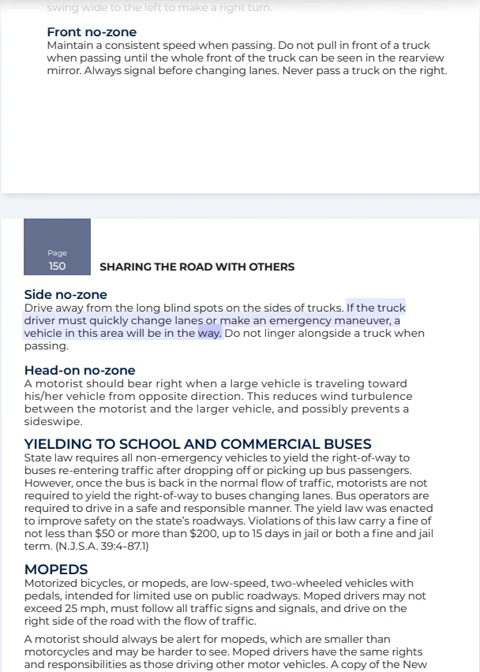 swing wide to the left to make a right turn.
Front no-zone
Maintain a consistent speed when passing. Do not pull in front of a truck
when passing until the whole front of the truck can be seen in the rearview
mirror. Always signal before changing lanes. Never pass a truck on the right.
Page
150
SHARING THE ROAD WITH OTHERS
Side no-zone
Drive away from the long blind spots on the sides of trucks. If the truck
driver must quickly change lanes or make an emergency maneuver, a
vehicle in this area will be in the way. Do not linger alongside a truck when
passing.
Head-on no-zone
A motorist should bear right when a large vehicle is traveling toward
his/her vehicle from opposite direction. This reduces wind turbulence
between the motorist and the larger vehicle, and possibly prevents a
sideswipe.
YIELDING TO SCHOOL AND COMMERCIAL BUSES
State law requires all non-emergency vehicles to yield the right-of-way to
buses re-entering traffic after dropping off or picking up bus passengers.
However, once the bus is back in the normal flow of traffic, motorists are not
required to yield the right-of-way to buses changing lanes. Bus operators are
required to drive in a safe and responsible manner. The yield law was enacted
to improve safety on the state's roadways. Violations of this law carry a fine of
not less than $50 or more than $200, up to 15 days in jail or both a fine and jail
term. (N.J.S.A. 39:4-87.1)
MOPEDS
Motorized bicycles, or mopeds, are low-speed, two-wheeled vehicles with
pedals, intended for limited use on public roadways. Moped drivers may not
exceed 25 mph, must follow all traffic signs and signals, and drive on the
right side of the road with the flow of traffic.
A motorist should always be alert for mopeds, which are smaller than
motorcycles and may be harder to see. Moped drivers have the same rights
and responsibilities as those driving other motor vehicles. A copy of the New